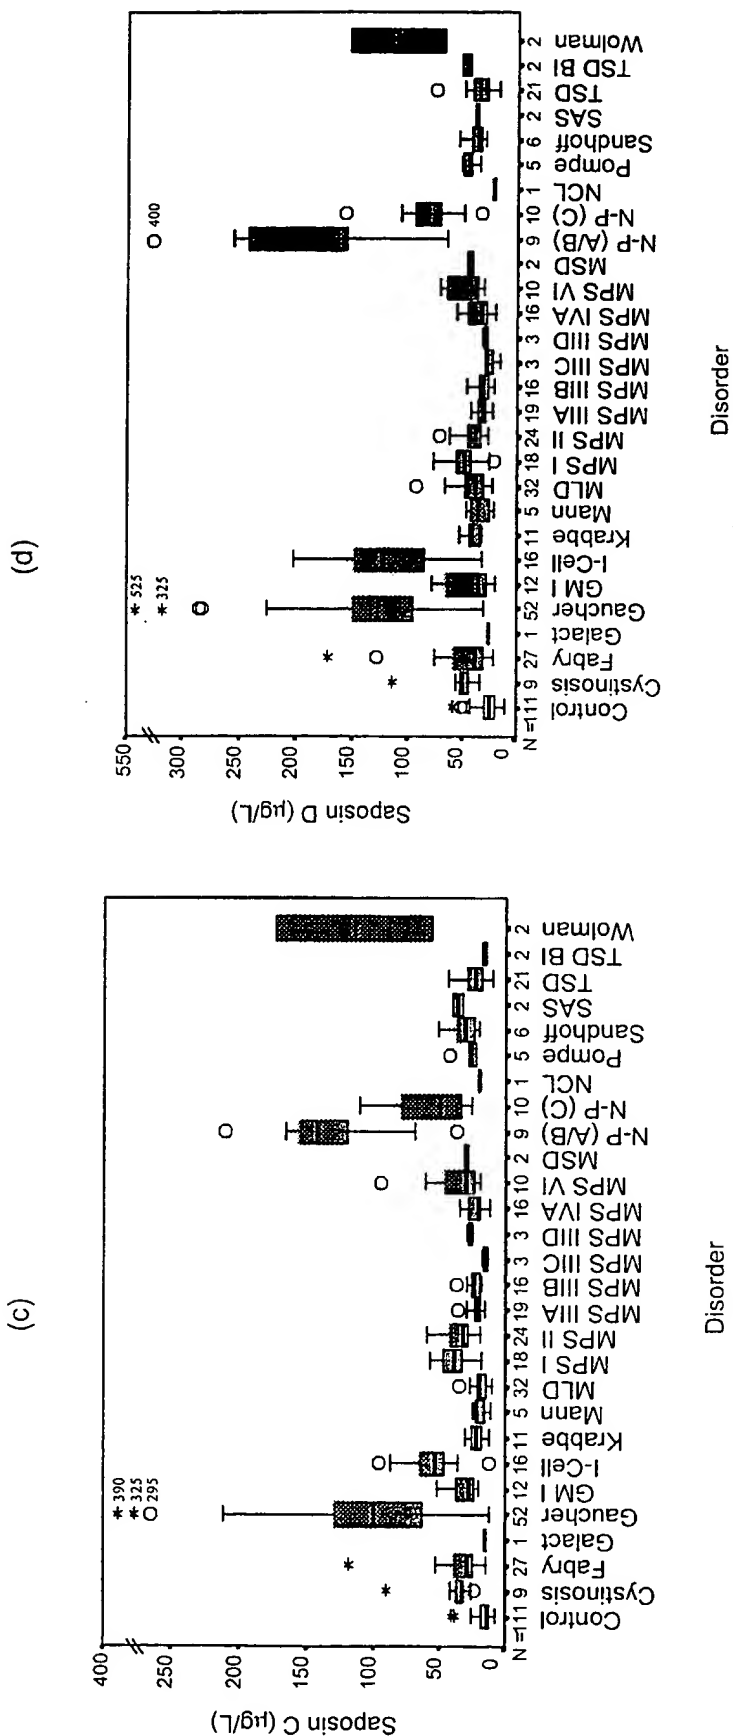 (c)
Saposin C (µg/L)
400
250
200
150
100
50
0
* 390
* 325
O 295
N = 111 9 27 1 52 12 16 11 5 32 18 24 19 16 3 3 16 10 2 9 10 1 5 6 2 21 2 2
Control
Cystinosis
Fabry
Galact
Gaucher
GM I
I-Cell
Krabbe
Mann
MLD
MPS I
MPS II
MPS IIIA
MPS IIIB
MPS IIIC
MPS IIID
MPS IVA
MPS VI
MSD
N-P (A/B)
N-P (C)
NCL
Pompe
Sandhoff
SAS
TSD
TSD BI
Wolman
Disorder
(d)
Saposin D (µg/L)
550
300
250
200
150
100
50
0
* 525
* 325
O 400
N = 111 9 27 1 52 12 16 11 5 32 18 24 19 16 3 3 16 10 2 9 10 1 5 6 2 21 2 2
Control
Cystinosis
Fabry
Galact
Gaucher
GM I
I-Cell
Krabbe
Mann
MLD
MPS I
MPS II
MPS IIIA
MPS IIIB
MPS IIIC
MPS IIID
MPS IVA
MPS VI
MSD
N-P (A/B)
N-P (C)
NCL
Pompe
Sandhoff
SAS
TSD
TSD BI
Wolman
Disorder